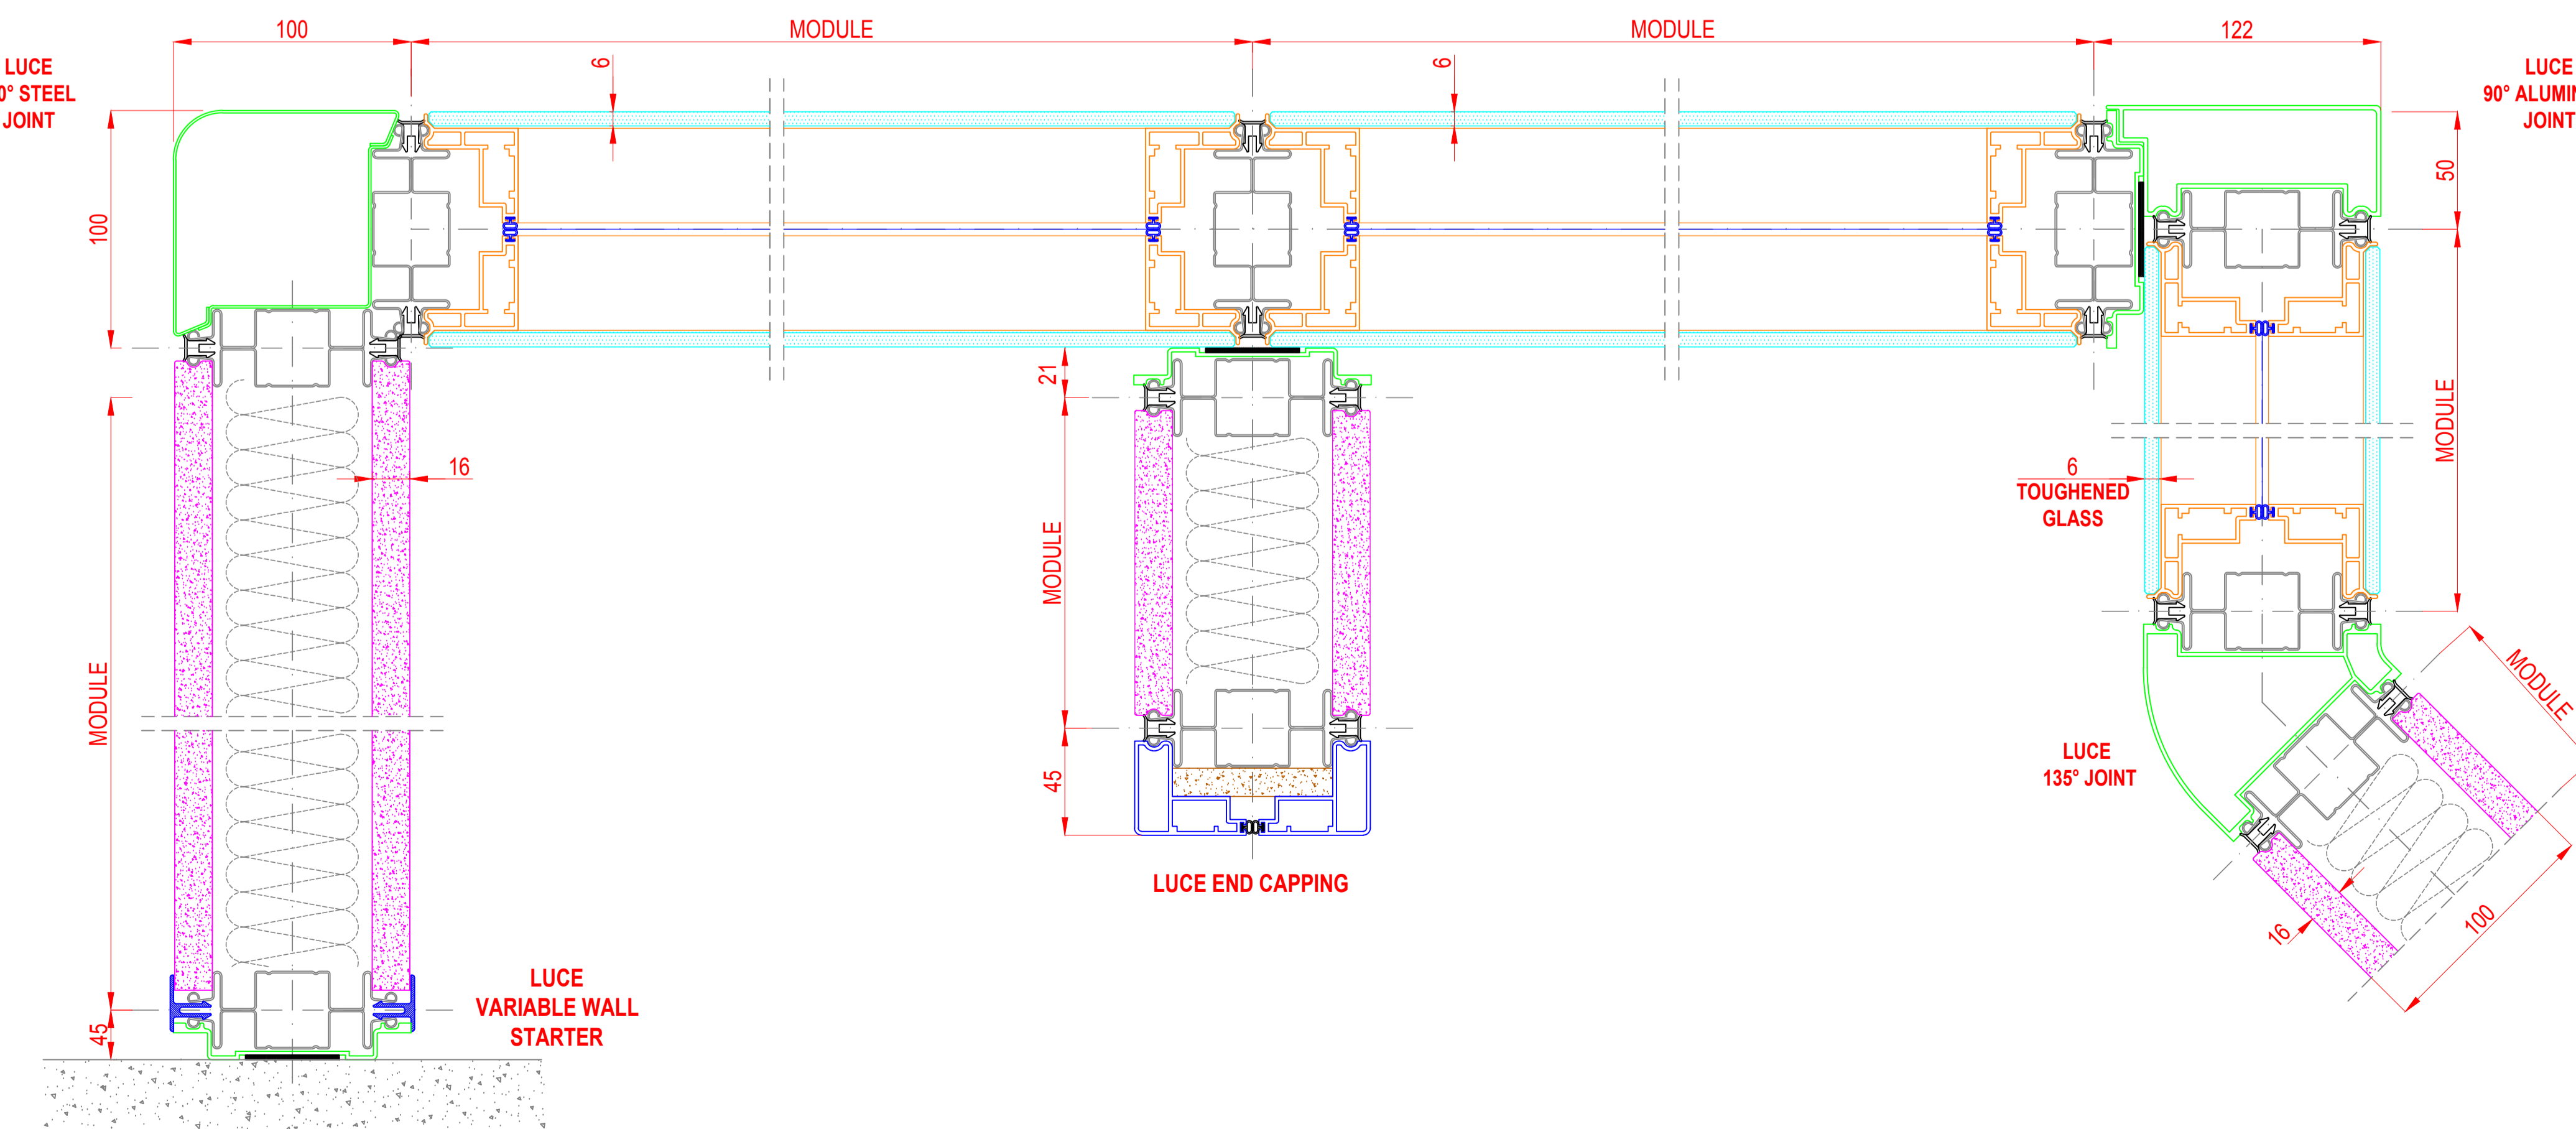 100
MODULE
MODULE
122
LUCE
0° STEEL
JOINT
6
6
LUCE
90° ALUMIN
JOINT
100
50
21
16
MODULE
MODULE
6
TOUGHENED
GLASS
MODULE
MODULE
45
LUCE
135° JOINT
LUCE END CAPPING
16
100
LUCE
VARIABLE WALL
STARTER
45